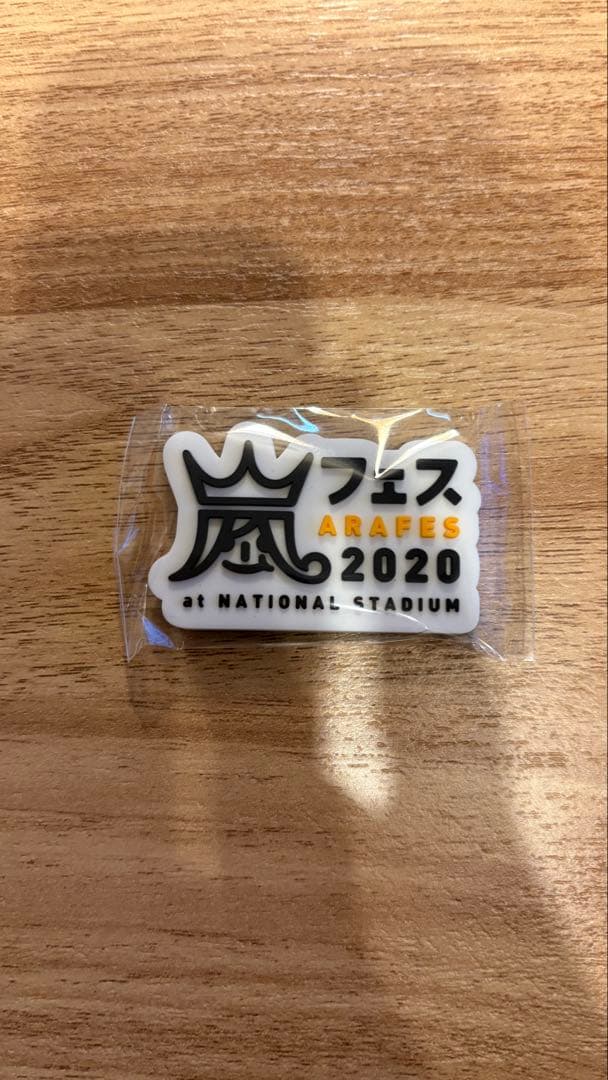 嵐フェス
ARAFES
2020
at NATIONAL STADIUM